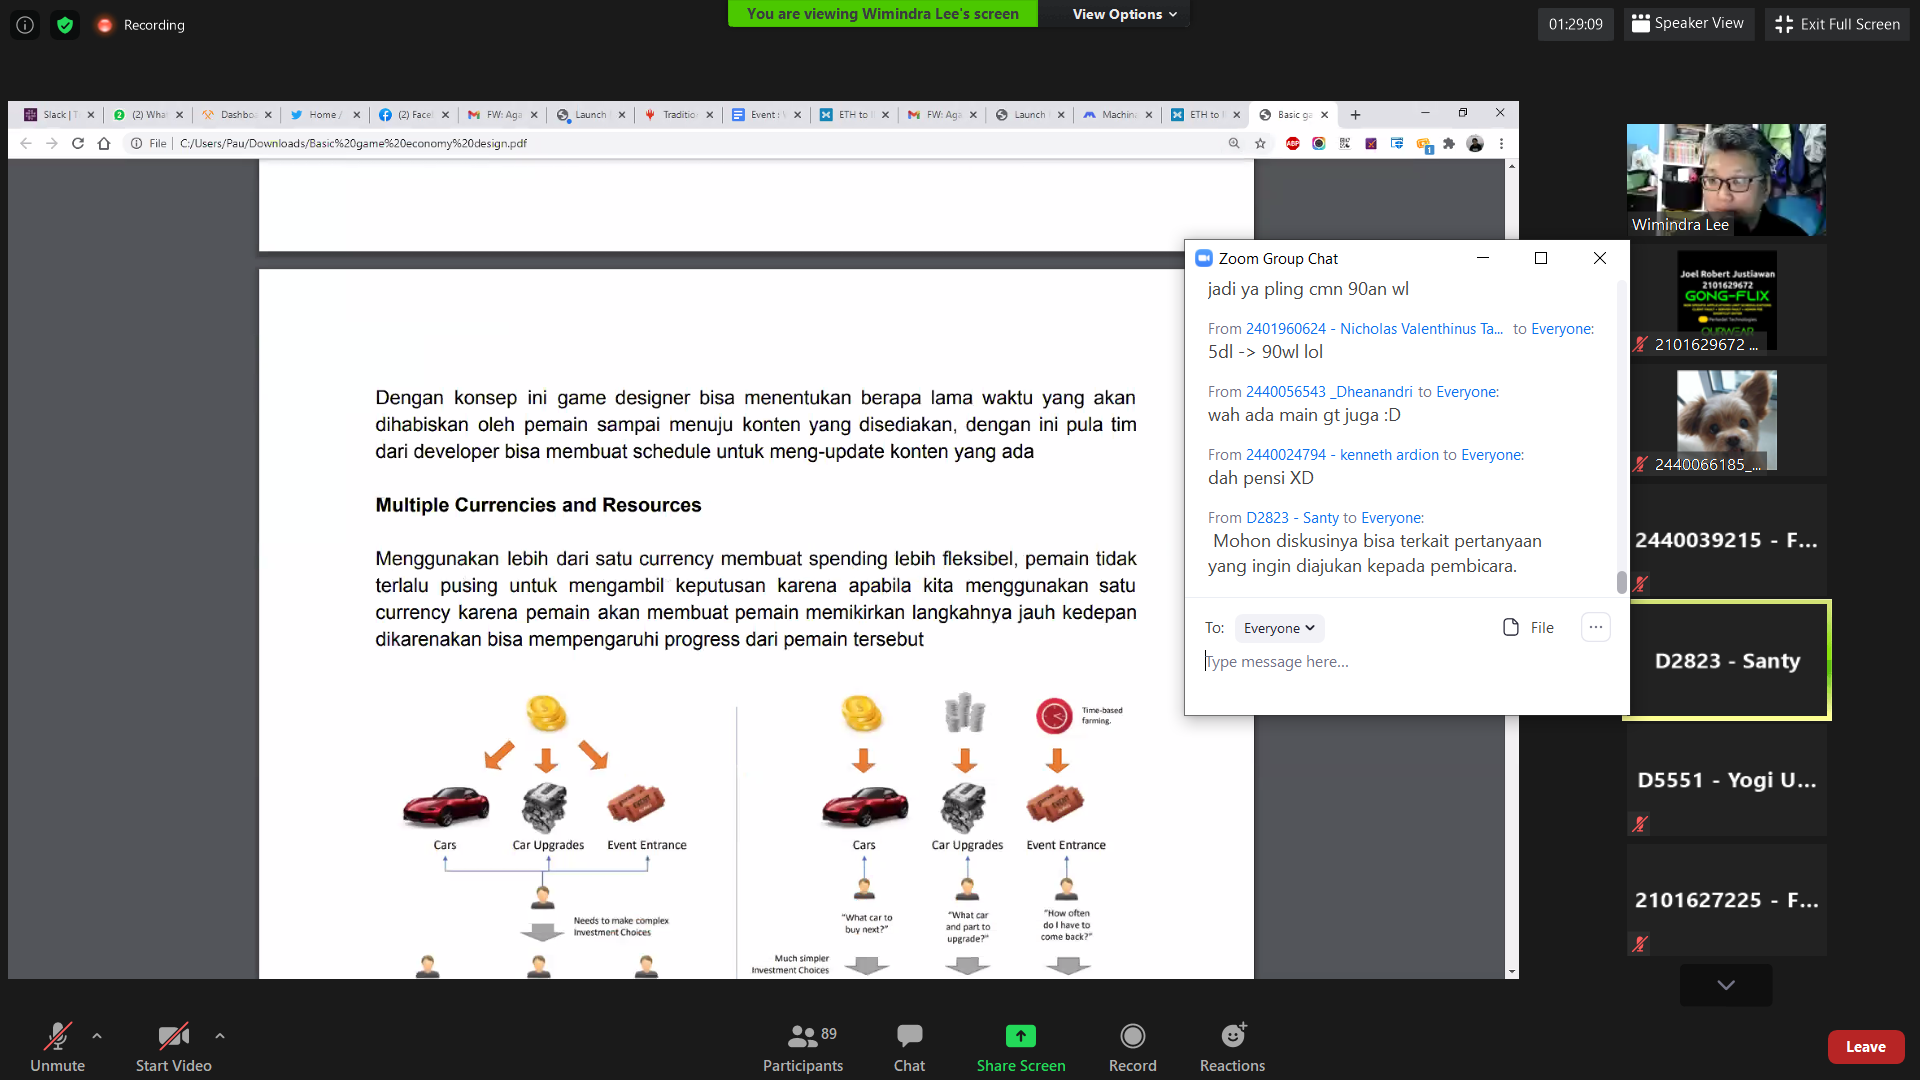 Recording
You are viewing Wimindra Lee's screen
View Options
01:29:09
Speaker View
Exit Full Screen
Slack | T
(2) Wha
Dashbo
Home /
(2) Face
FW: Aga
Launch
Traditio
Event : V
ETH to I
FW: Aga
Launch
Machin
ETH to I
Basic ga
File
C:/Users/Pau/Downloads/Basic%20game%20economy%20design.pdf
ABP
Dengan konsep ini game designer bisa menentukan berapa lama waktu yang akan
dihabiskan oleh pemain sampai menuju konten yang disediakan, dengan ini pula tim
dari developer bisa membuat schedule untuk meng-update konten yang ada
Multiple Currencies and Resources
Menggunakan lebih dari satu currency membuat spending lebih fleksibel, pemain tidak
terlalu pusing untuk mengambil keputusan karena apabila kita menggunakan satu
currency karena pemain akan membuat pemain memikirkan langkahnya jauh kedepan
dikarenakan bisa mempengaruhi progress dari pemain tersebut
Time-based
farming.
Cars
Car Upgrades
Event Entrance
Cars
Car Upgrades
Event Entrance
Needs to make complex
Investment Choices
"What car to
buy next?"
"What car
and part to
upgrade?"
"How often
do I have to
come back?"
Much simpler
Investment Choices
Zoom Group Chat
jadi ya pling cmn 90an wl
From 2401960624 - Nicholas Valenthinus Ta... to Everyone:
5dl -> 90wl lol
From 2440056543 _Dheanandri to Everyone:
wah ada main gt juga :D
From 2440024794 - kenneth ardion to Everyone:
dah pensi XD
From D2823 - Santy to Everyone:
Mohon diskusinya bisa terkait pertanyaan
yang ingin diajukan kepada pembicara.
To: Everyone
File
Type message here...
Wimindra Lee
Joel Robert Justiawan
2101629672
GONG-FLIX
2101629672 ...
2440066185_...
2440039215 - F...
D2823 - Santy
D5551 - Yogi U...
2101627225 - F...
Unmute
Start Video
89
Participants
Chat
Share Screen
Record
Reactions
Leave